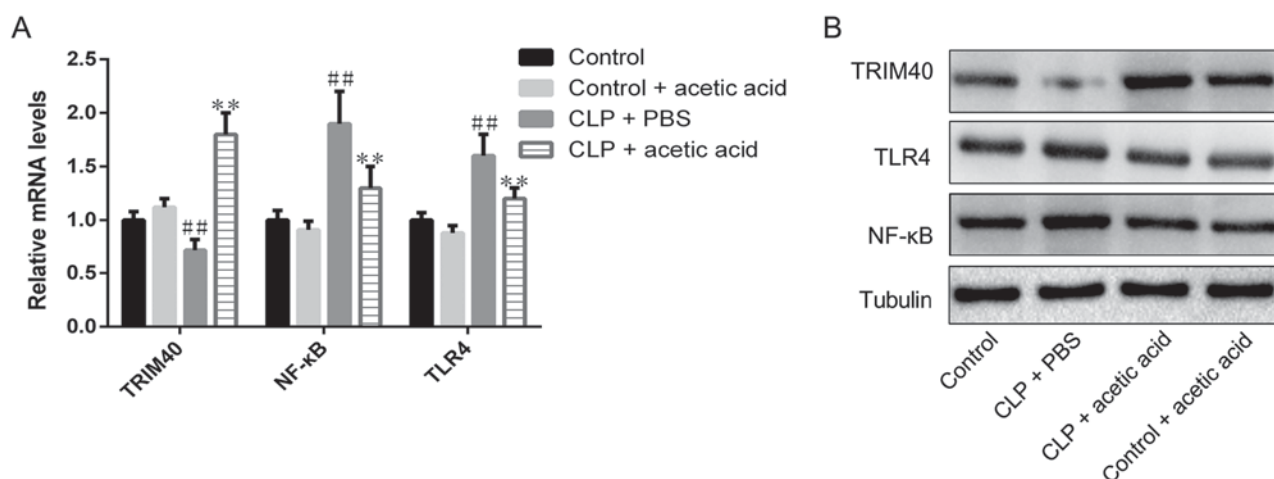 A
Relative mRNA levels
2.5
2.0
1.5
1.0
0.5
0.0
##
**
##
**
##
**
TRIM40
NF-κB
TLR4
Control
Control + acetic acid
CLP + PBS
CLP + acetic acid
B
TRIM40
TLR4
NF-κB
Tubulin
Control
CLP + PBS
CLP + acetic acid
Control + acetic acid